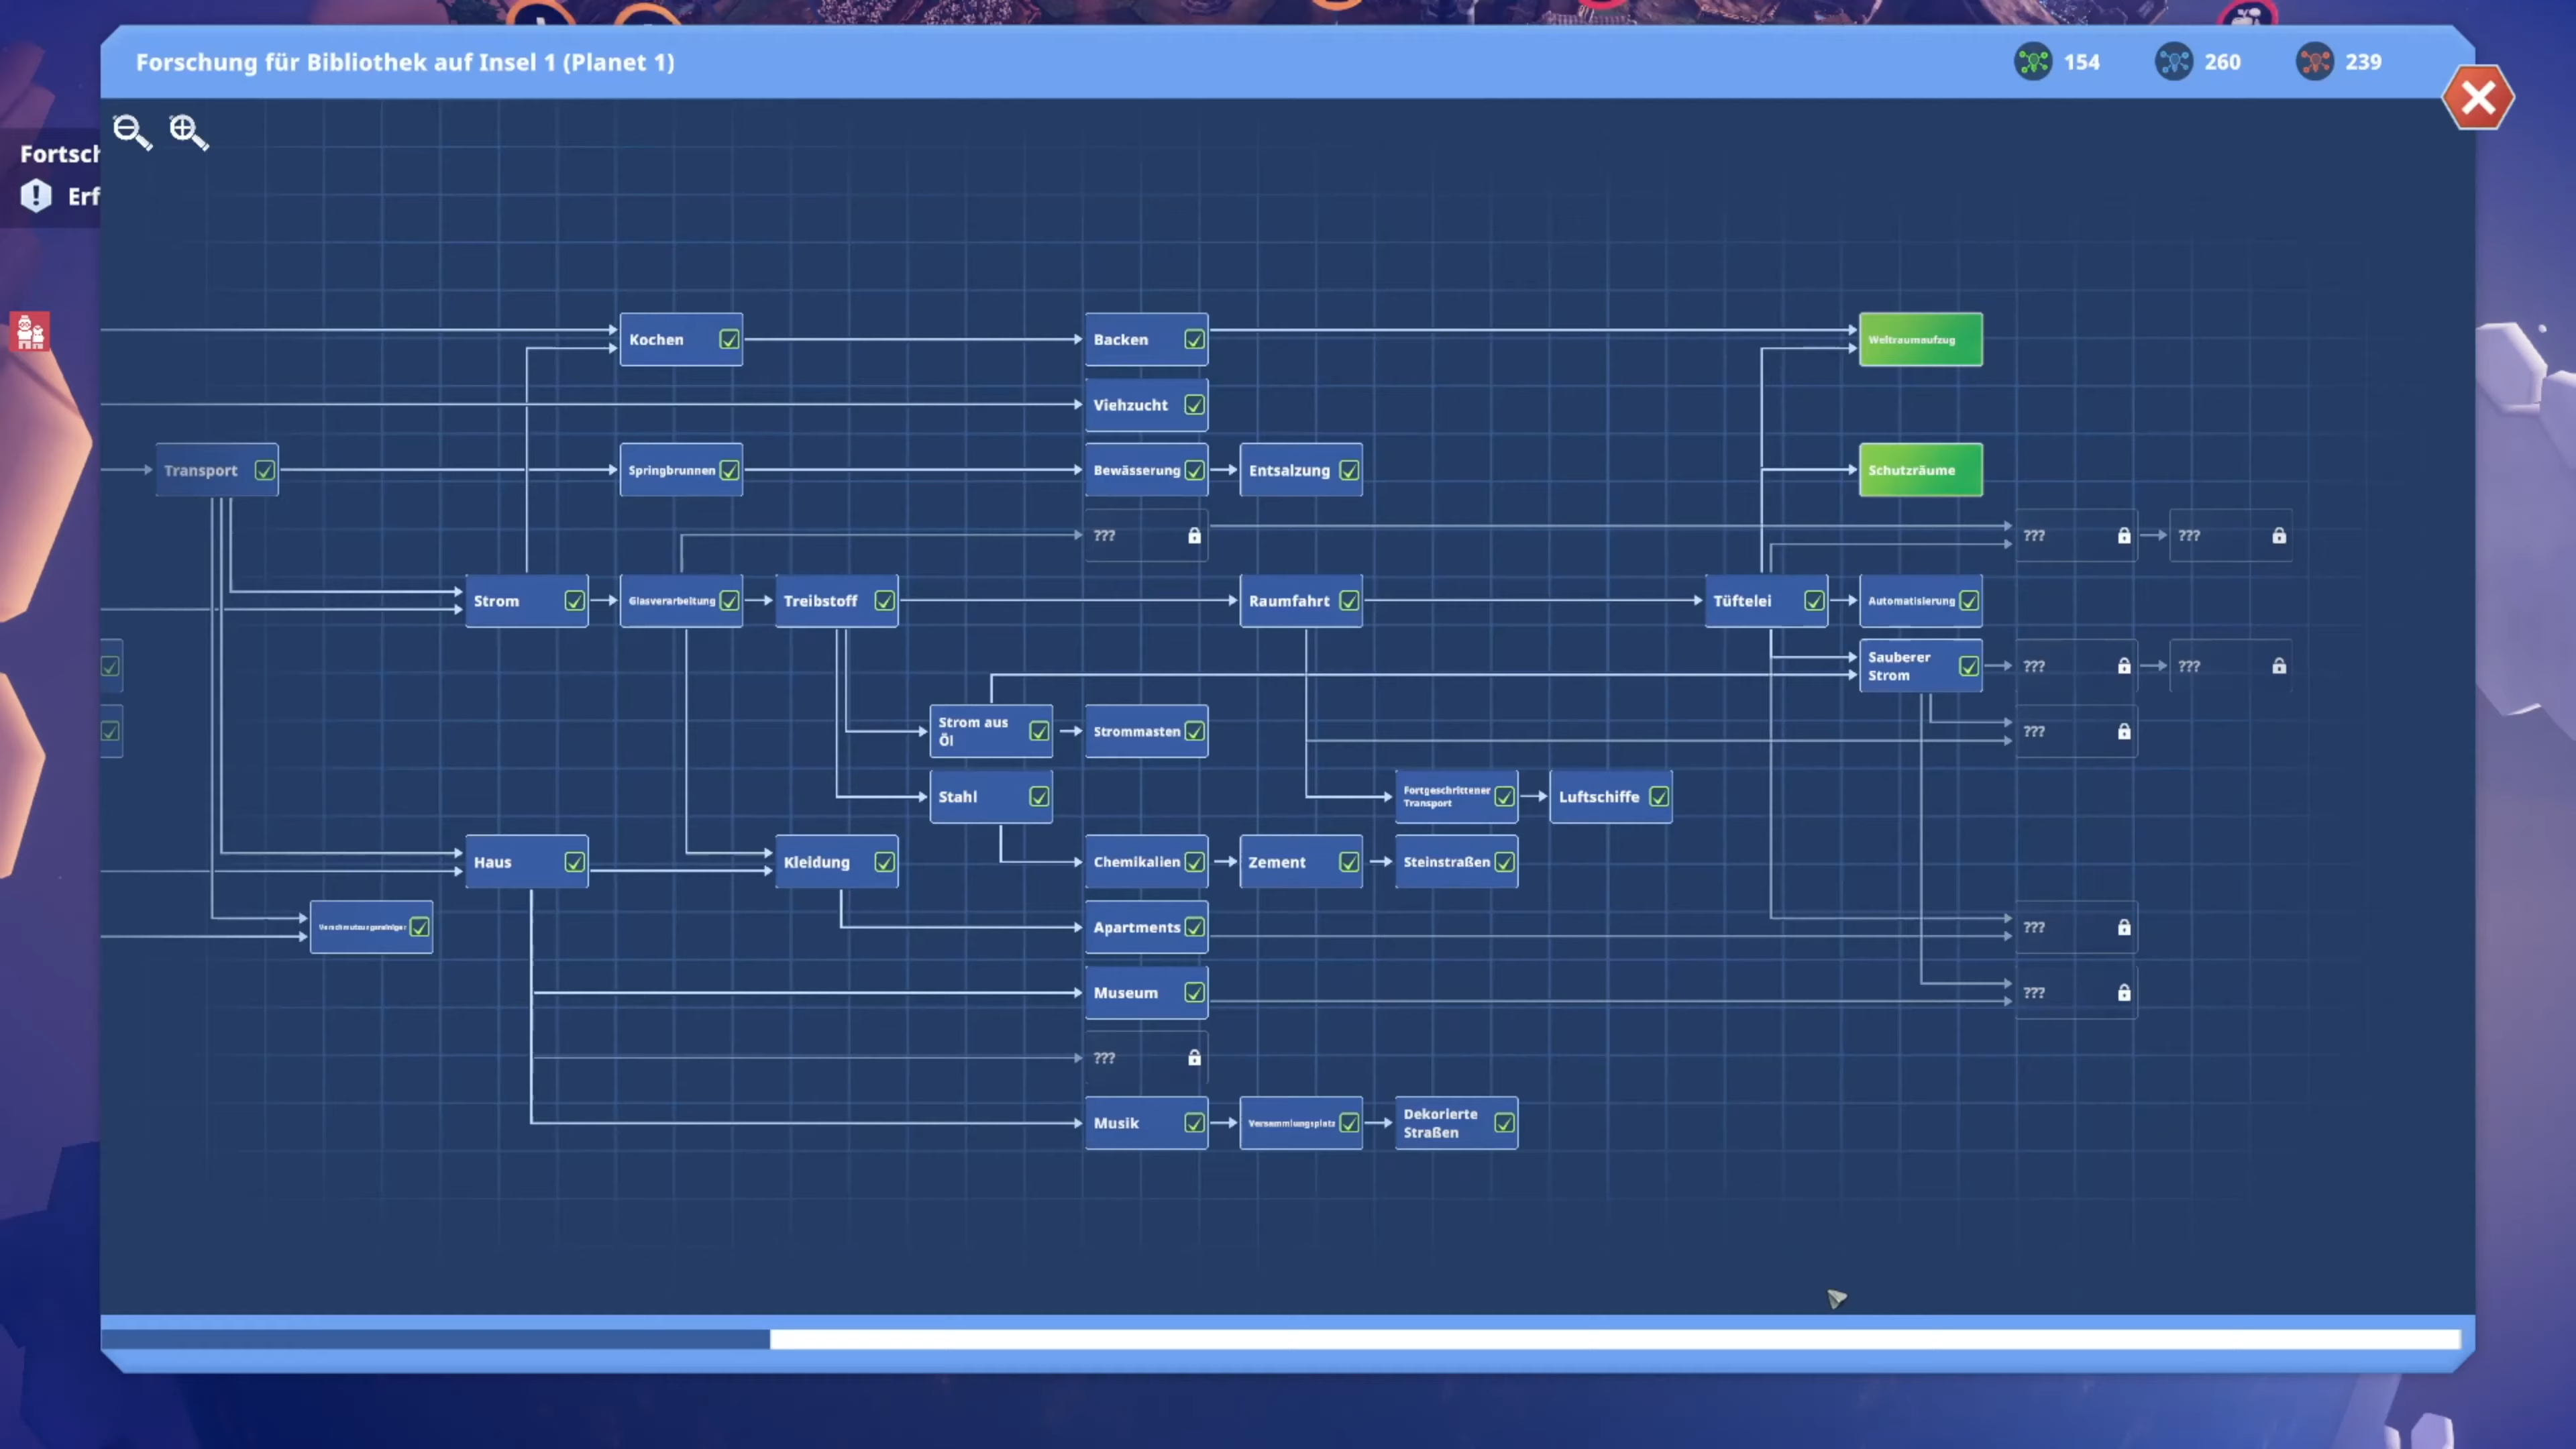 Forschung für Bibliothek auf Insel 1 (Planet 1)
154
260
239
Fortsch
Erf
Kochen
Backen
Weltraumaufzug
Viehzucht
Transport
Springbrunnen
Bewässerung
Entsalzung
Schutzräume
???
???
???
Strom
Glasverarbeitung
Treibstoff
Raumfahrt
Tüftelei
Automatisierung
Sauberer
Strom
???
???
Strom aus
Öl
Strommasten
???
Stahl
Fortgeschrittener
Transport
Luftschiffe
Haus
Kleidung
Chemikalien
Zement
Steinstraßen
Verschmutzungsreiniger
Apartments
???
Museum
???
???
Musik
Versammlungsplatz
Dekorierte
Straßen